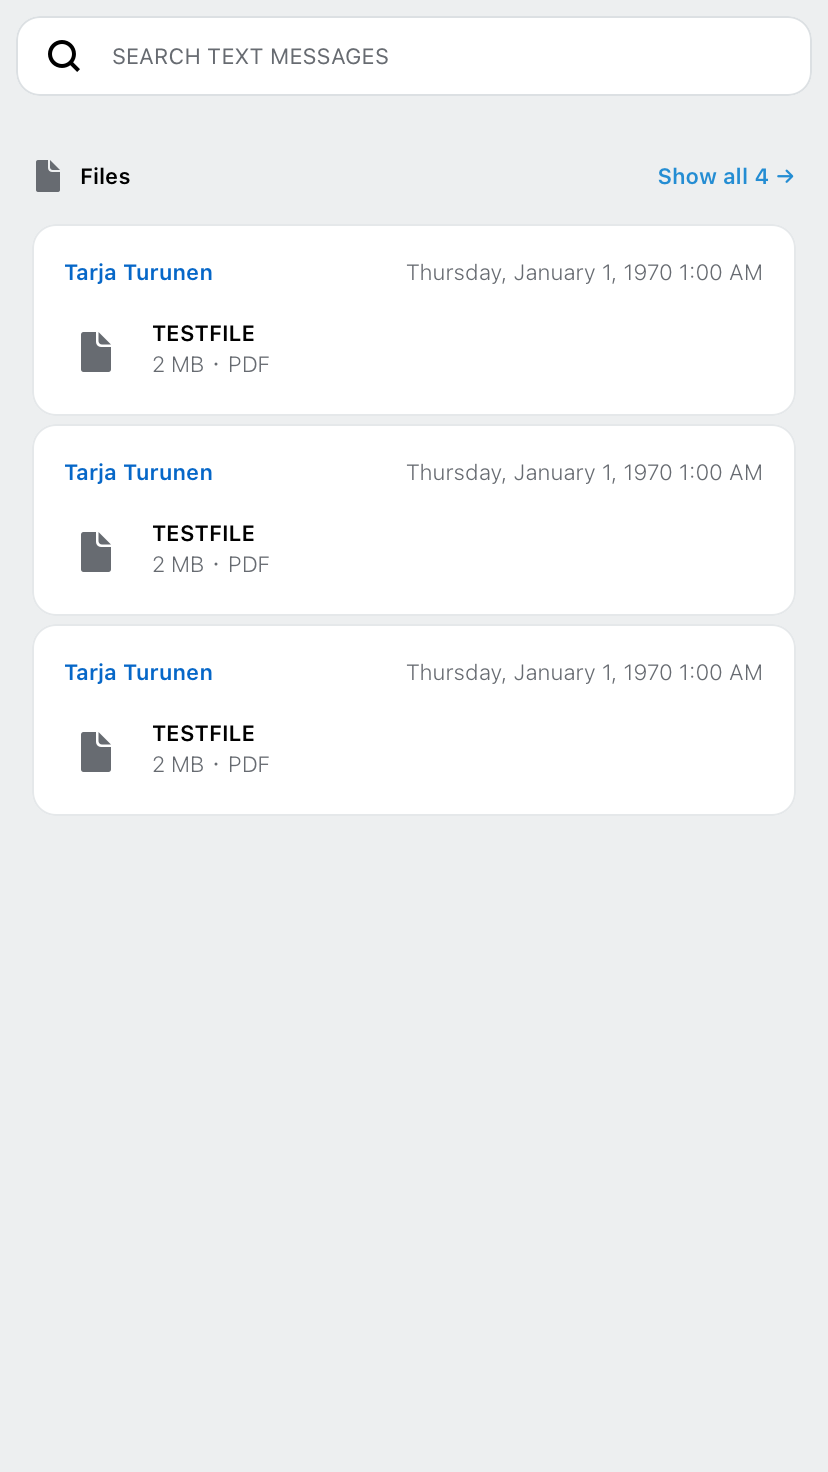 SEARCH TEXT MESSAGES
Files
Show all 4 →
Tarja Turunen
Thursday, January 1, 1970 1:00 AM
TESTFILE
2 MB · PDF
Tarja Turunen
Thursday, January 1, 1970 1:00 AM
TESTFILE
2 MB · PDF
Tarja Turunen
Thursday, January 1, 1970 1:00 AM
TESTFILE
2 MB · PDF